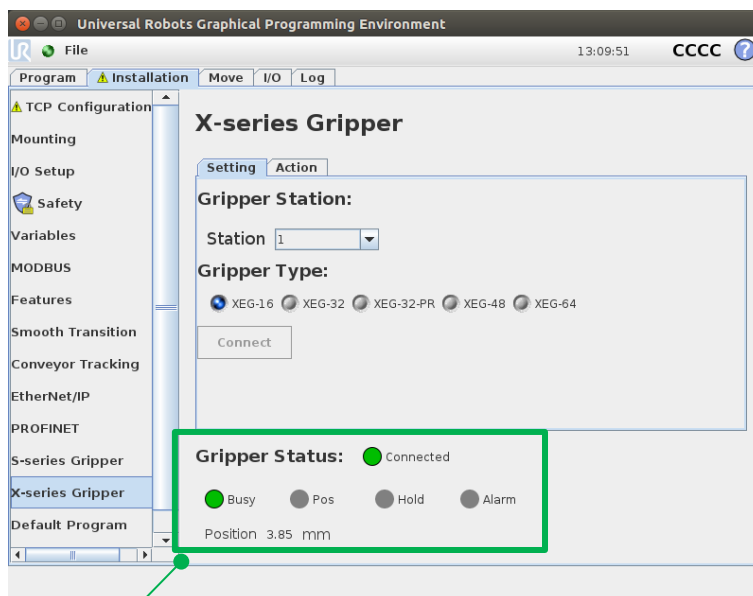 Universal Robots Graphical Programming Environment
UR File 13:09:51 CCCC ?
Program Installation Move I/O Log
TCP Configuration
Mounting
I/O Setup
Safety
Variables
MODBUS
Features
Smooth Transition
Conveyor Tracking
EtherNet/IP
PROFINET
S-series Gripper
X-series Gripper
Default Program
X-series Gripper
Setting Action
Gripper Station:
Station 1
Gripper Type:
XEG-16 XEG-32 XEG-32-PR XEG-48 XEG-64
Connect
Gripper Status: Connected
Busy Pos Hold Alarm
Position 3.85 mm